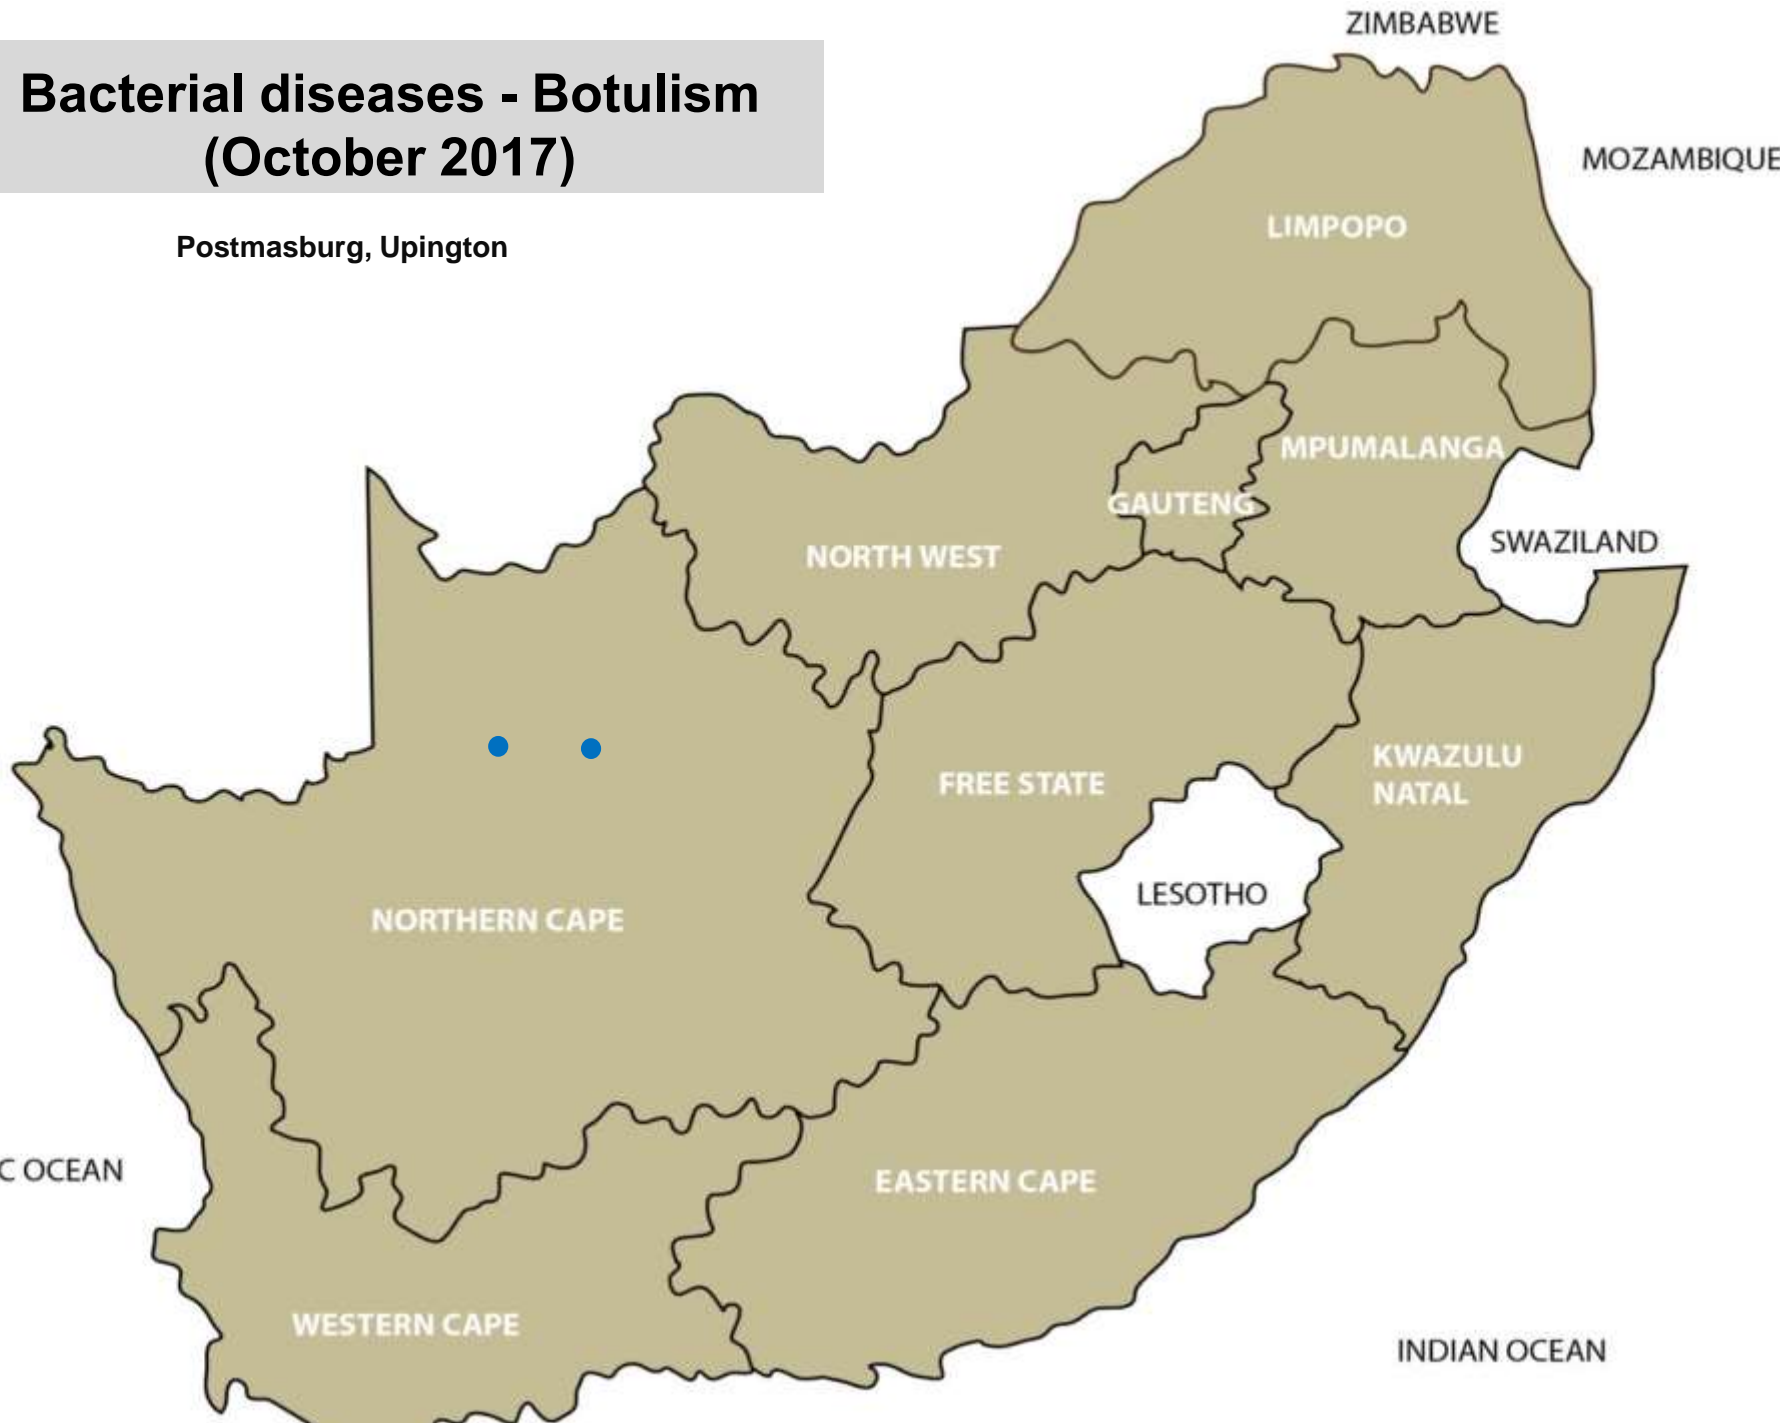 ZIMBABWE
Bacterial diseases - Botulism
(October 2017)
MOZAMBIQUE
LIMPOPO
Postmasburg, Upington
MPUMALANGA
GAUTENG
SWAZILAND
NORTH WEST
KWAZULU
NATAL
FREE STATE
LESOTHO
NORTHERN CAPE
C OCEAN
EASTERN CAPE
WESTERN CAPE
INDIAN OCEAN